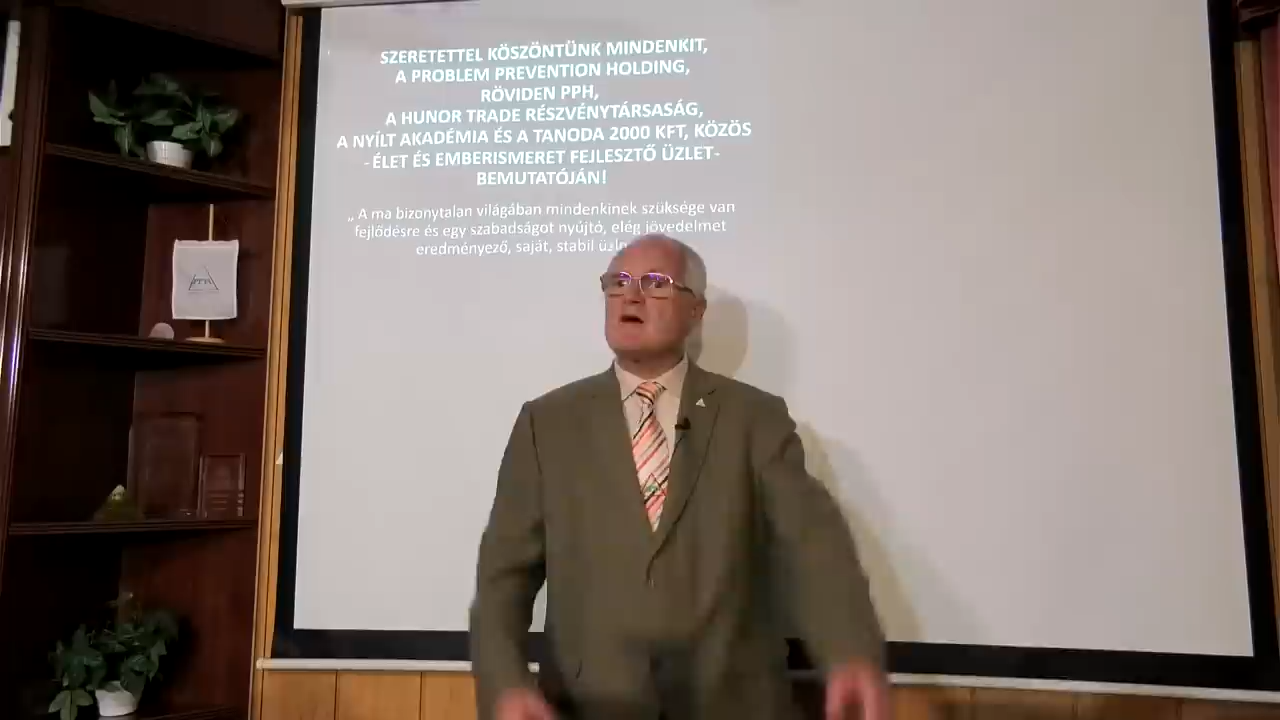 SZERETETTEL KÖSZÖNTÜNK MINDENKIT,
A PROBLEM PREVENTION HOLDING,
RÖVIDEN PPH,
A HUNOR TRADE RÉSZVÉNYTÁRSASÁG,
A NYÍLT AKADÉMIA ÉS A TANODA 2000 KFT, KÖZÖS
-ÉLET ÉS EMBERISMERET FEJLESZTŐ ÜZLET-
BEMUTATÓJÁN!
„ A ma bizonytalan világában mindenkinek szüksége van
fejlődésre és egy szabadságot nyújtó, elég jövedelmet
eredményező, saját, stabil